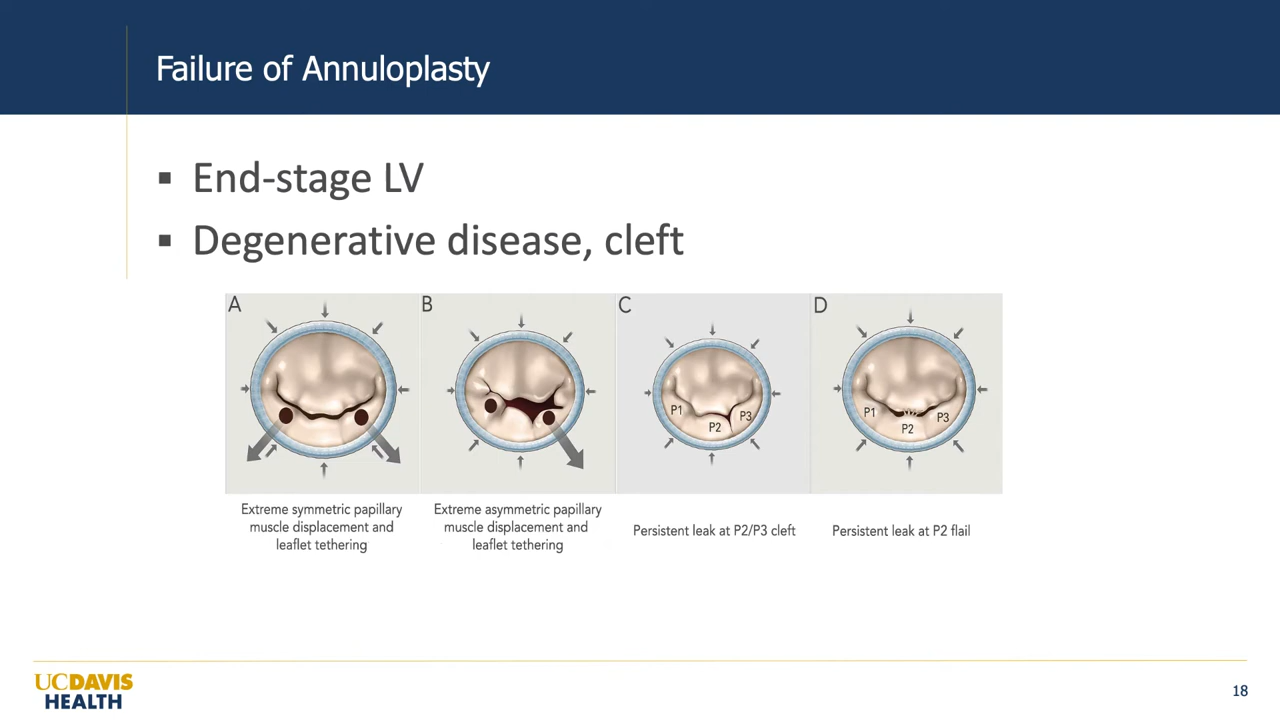 Failure of Annuloplasty
▪ End-stage LV
▪ Degenerative disease, cleft
A
B
C
D
P1
P2
P3
P1
P2
P3
Extreme symmetric papillary
muscle displacement and
leaflet tethering
Extreme asymmetric papillary
muscle displacement and
leaflet tethering
Persistent leak at P2/P3 cleft
Persistent leak at P2 flail
UCDAVIS
HEALTH
18